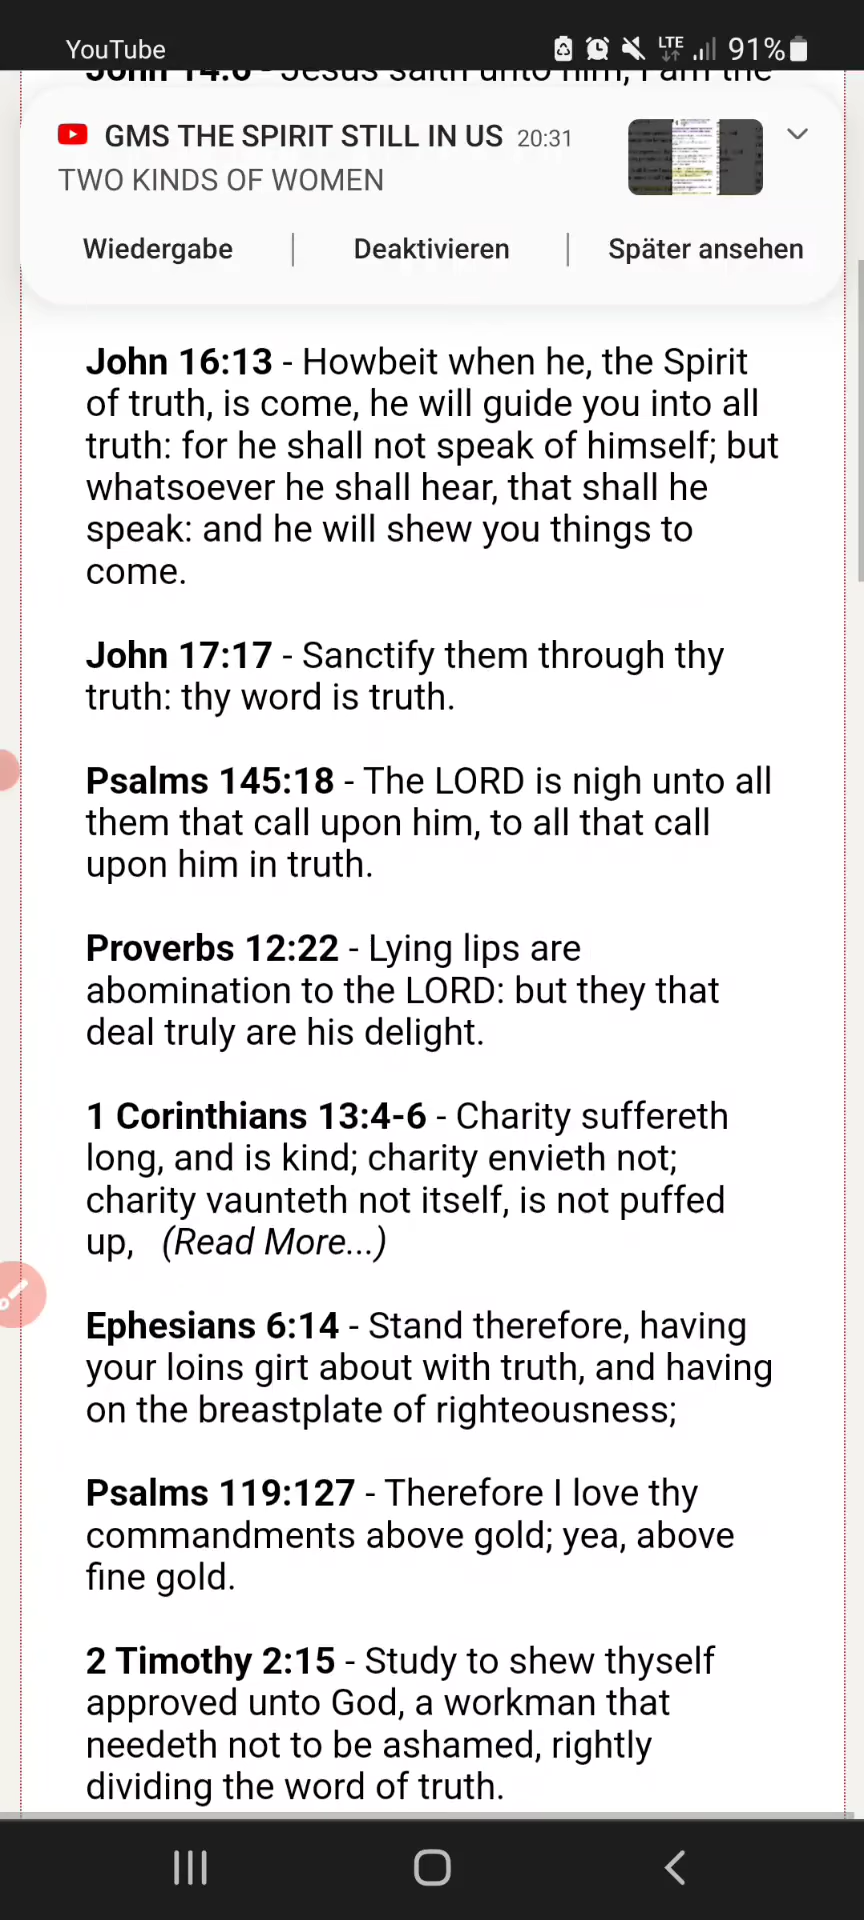 YouTube
LTE 91%
John 14:6 - Jesus saith unto him, I am the
GMS THE SPIRIT STILL IN US 20:31
TWO KINDS OF WOMEN
Wiedergabe | Deaktivieren | Später ansehen
John 16:13 - Howbeit when he, the Spirit
of truth, is come, he will guide you into all
truth: for he shall not speak of himself; but
whatsoever he shall hear, that shall he
speak: and he will shew you things to
come.
John 17:17 - Sanctify them through thy
truth: thy word is truth.
Psalms 145:18 - The LORD is nigh unto all
them that call upon him, to all that call
upon him in truth.
Proverbs 12:22 - Lying lips are
abomination to the LORD: but they that
deal truly are his delight.
1 Corinthians 13:4-6 - Charity suffereth
long, and is kind; charity envieth not;
charity vaunteth not itself, is not puffed
up, (Read More...)
Ephesians 6:14 - Stand therefore, having
your loins girt about with truth, and having
on the breastplate of righteousness;
Psalms 119:127 - Therefore I love thy
commandments above gold; yea, above
fine gold.
2 Timothy 2:15 - Study to shew thyself
approved unto God, a workman that
needeth not to be ashamed, rightly
dividing the word of truth.